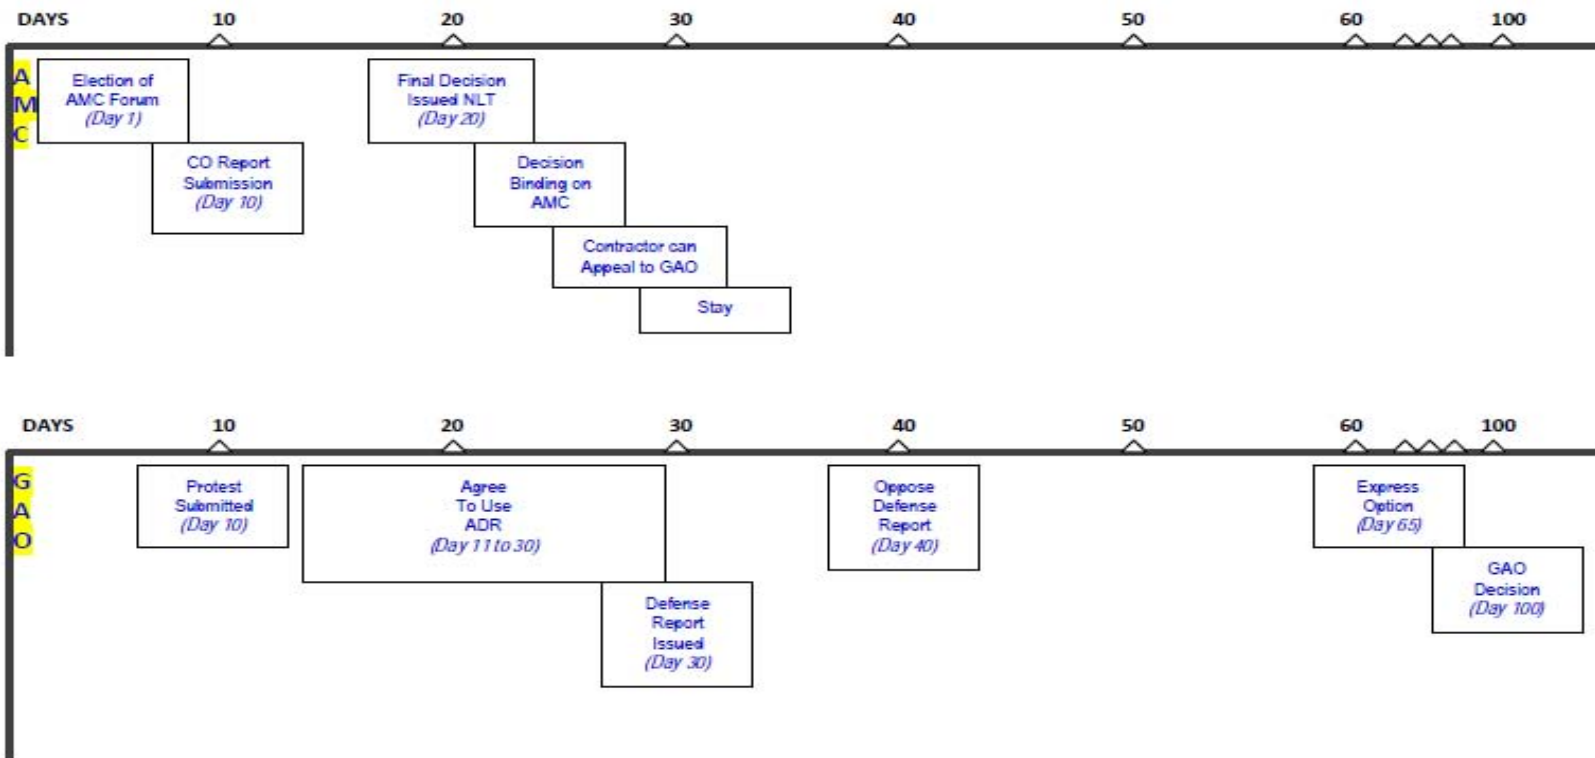 DAYS 10 20 30 40 50 60 100
A
M
C
Election of
AMC Forum
(Day 1)
CO Report
Submission
(Day 10)
Final Decision
Issued NLT
(Day 20)
Decision
Binding on
AMC
Contractor can
Appeal to GAO
Stay
DAYS 10 20 30 40 50 60 100
G
A
O
Protest
Submitted
(Day 10)
Agree
To Use
ADR
(Day 11 to 30)
Defense
Report
Issued
(Day 30)
Oppose
Defense
Report
(Day 40)
Express
Option
(Day 65)
GAO
Decision
(Day 100)